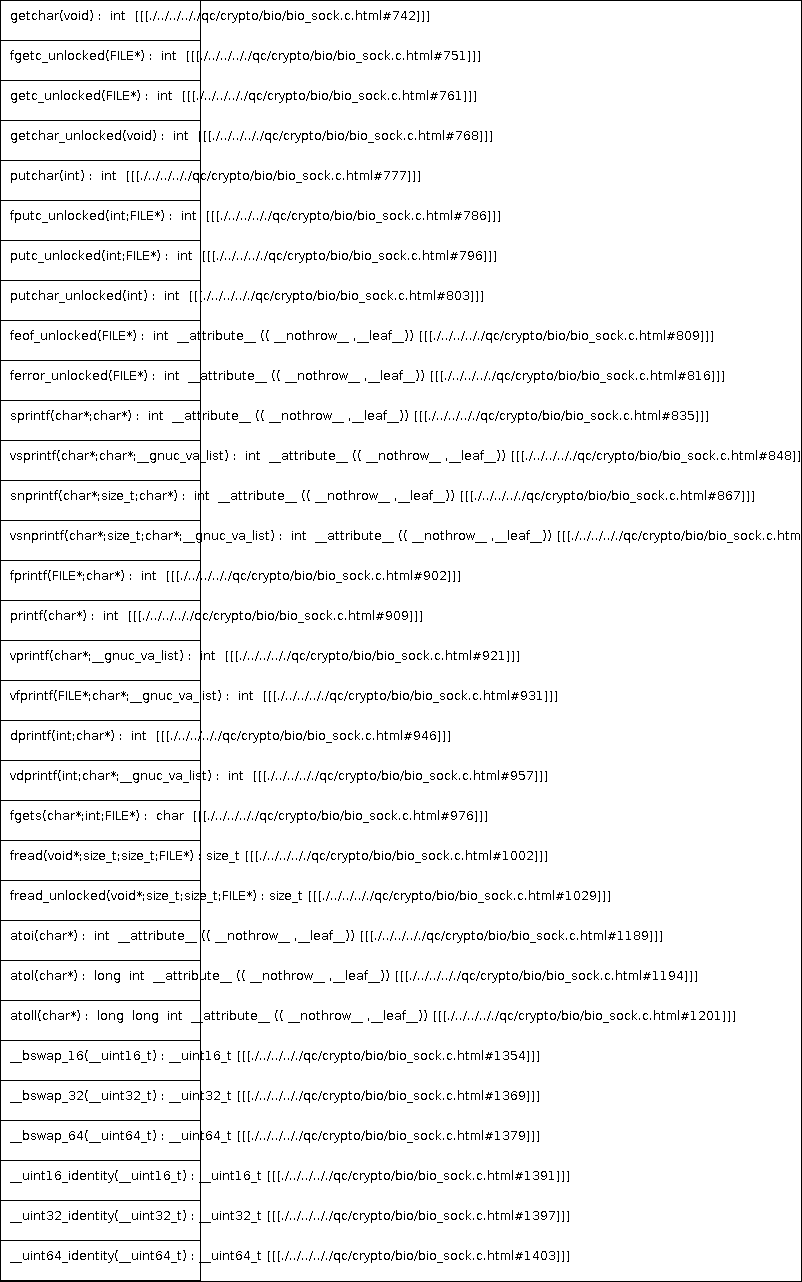 getchar(void) : int [[[./../../././qc/crypto/bio/bio_sock.c.html#742]]]
fgetc_unlocked(FILE*) : int [[[./../../././qc/crypto/bio/bio_sock.c.html#751]]]
getc_unlocked(FILE*) : int [[[./../../././qc/crypto/bio/bio_sock.c.html#761]]]
getchar_unlocked(void) : int [[[./../../././qc/crypto/bio/bio_sock.c.html#768]]]
putchar(int) : int [[[./../../././qc/crypto/bio/bio_sock.c.html#777]]]
fputc_unlocked(int;FILE*) : int [[[./../../././qc/crypto/bio/bio_sock.c.html#786]]]
putc_unlocked(int;FILE*) : int [[[./../../././qc/crypto/bio/bio_sock.c.html#796]]]
putchar_unlocked(int) : int [[[./../../././qc/crypto/bio/bio_sock.c.html#803]]]
feof_unlocked(FILE*) : int __attribute__ (( __nothrow__ ,__leaf__)) [[[./../../././qc/crypto/bio/bio_sock.c.html#809]]]
ferror_unlocked(FILE*) : int __attribute__ (( __nothrow__ ,__leaf__)) [[[./../../././qc/crypto/bio/bio_sock.c.html#816]]]
sprintf(char*;char*) : int __attribute__ (( __nothrow__ ,__leaf__)) [[[./../../././qc/crypto/bio/bio_sock.c.html#835]]]
vsprintf(char*;char*;__gnuc_va_list) : int __attribute__ (( __nothrow__ ,__leaf__)) [[[./../../././qc/crypto/bio/bio_sock.c.html#848]]
snprintf(char*;size_t;char*) : int __attribute__ (( __nothrow__ ,__leaf__)) [[[./../../././qc/crypto/bio/bio_sock.c.html#867]]]
vsnprintf(char*;size_t;char*;__gnuc_va_list) : int __attribute__ (( __nothrow__ ,__leaf__)) [[[./../../././qc/crypto/bio/bio_sock.c.htm
fprintf(FILE*;char*) : int [[[./../../././qc/crypto/bio/bio_sock.c.html#902]]]
printf(char*) : int [[[./../../././qc/crypto/bio/bio_sock.c.html#909]]]
vprintf(char*;__gnuc_va_list) : int [[[./../../././qc/crypto/bio/bio_sock.c.html#921]]]
vfprintf(FILE*;char*;__gnuc_va_list) : int [[[./../../././qc/crypto/bio/bio_sock.c.html#931]]]
dprintf(int;char*) : int [[[./../../././qc/crypto/bio/bio_sock.c.html#946]]]
vdprintf(int;char*;__gnuc_va_list) : int [[[./../../././qc/crypto/bio/bio_sock.c.html#957]]]
fgets(char*;int;FILE*) : char [[[./../../././qc/crypto/bio/bio_sock.c.html#976]]]
fread(void*;size_t;size_t;FILE*) : size_t [[[./../../././qc/crypto/bio/bio_sock.c.html#1002]]]
fread_unlocked(void*;size_t;size_t;FILE*) : size_t [[[./../../././qc/crypto/bio/bio_sock.c.html#1029]]]
atoi(char*) : int __attribute__ (( __nothrow__ ,__leaf__)) [[[./../../././qc/crypto/bio/bio_sock.c.html#1189]]]
atol(char*) : long int __attribute__ (( __nothrow__ ,__leaf__)) [[[./../../././qc/crypto/bio/bio_sock.c.html#1194]]]
atoll(char*) : long long int __attribute__ (( __nothrow__ ,__leaf__)) [[[./../../././qc/crypto/bio/bio_sock.c.html#1201]]]
__bswap_16(__uint16_t) : __uint16_t [[[./../../././qc/crypto/bio/bio_sock.c.html#1354]]]
__bswap_32(__uint32_t) : __uint32_t [[[./../../././qc/crypto/bio/bio_sock.c.html#1369]]]
__bswap_64(__uint64_t) : __uint64_t [[[./../../././qc/crypto/bio/bio_sock.c.html#1379]]]
__uint16_identity(__uint16_t) : __uint16_t [[[./../../././qc/crypto/bio/bio_sock.c.html#1391]]]
__uint32_identity(__uint32_t) : __uint32_t [[[./../../././qc/crypto/bio/bio_sock.c.html#1397]]]
__uint64_identity(__uint64_t) : __uint64_t [[[./../../././qc/crypto/bio/bio_sock.c.html#1403]]]